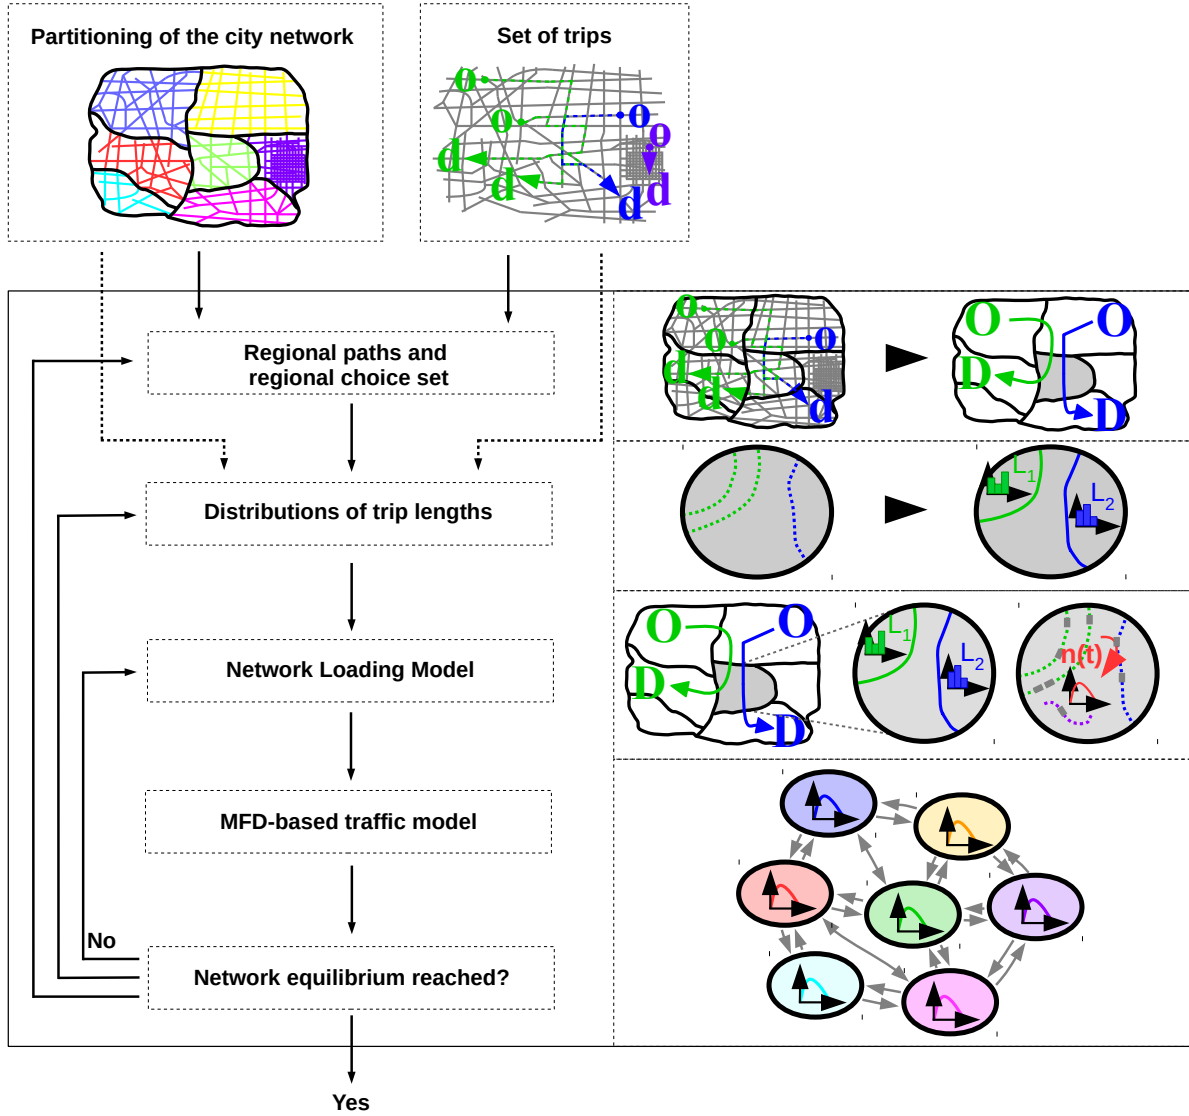 Partitioning of the city network
Set of trips
o
o
o
o
d
d
d
d
Regional paths and
regional choice set
o
o
o
d
d
d
O
O
D
D
Distributions of trip lengths
L1
L2
Network Loading Model
O
O
D
D
L1
L2
n(t)
MFD-based traffic model
No
Network equilibrium reached?
Yes